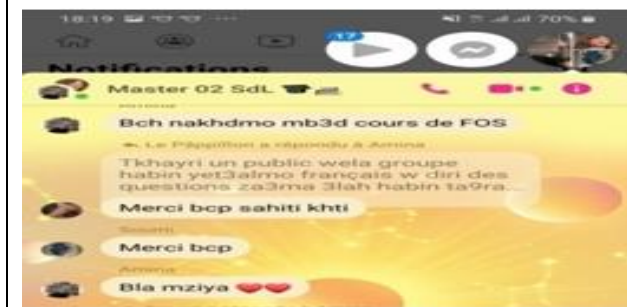 18:19
70%
17
Notifications
Master 02 SdL
Amina
Bch nakhdmo mb3d cours de FOS
Le Pâppillon a répondu à Amina
Tkhayri un public wela groupe
habin yet3almo français w diri des
questions za3ma 3lah habin ta9ra...
Merci bcp sahiti khti
Merci bcp
Amina
Bla mziya ❤️❤️